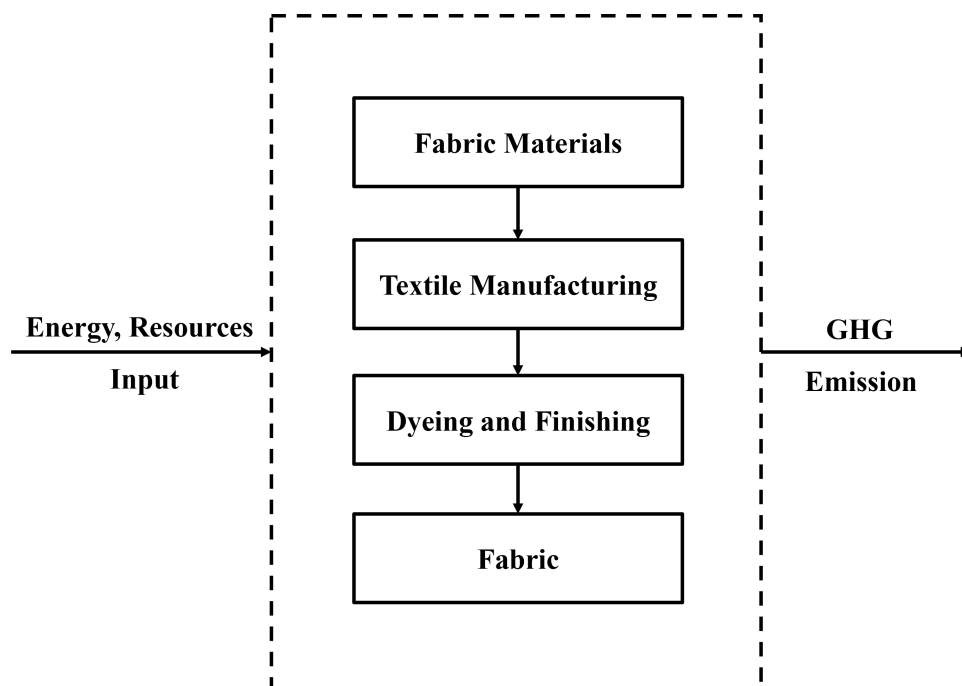 Fabric Materials
Textile Manufacturing
Energy, Resources
Input
GHG
Emission
Dyeing and Finishing
Fabric